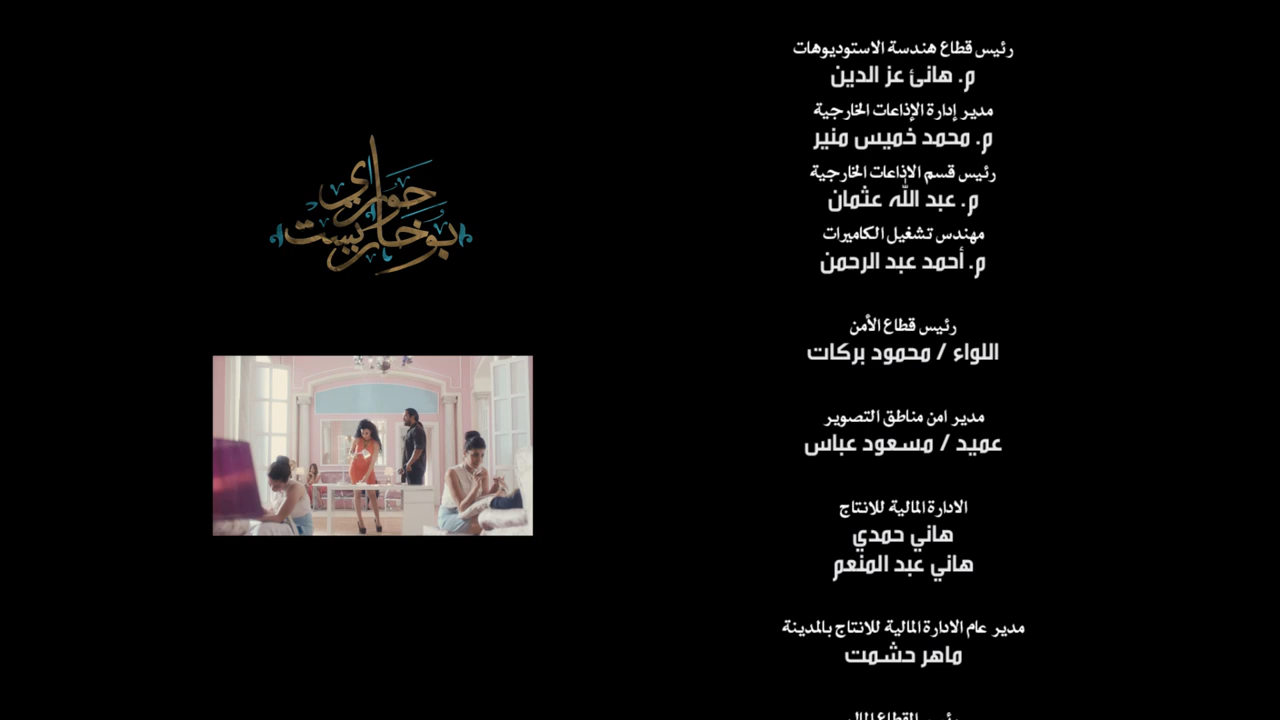 حواري
بوخاريست
رئيس قطاع هندسة الاستوديوهات
م. هانئ عز الدين
مدير إدارة الإذاعات الخارجية
م. محمد خميس منير
رئيس قسم الاذاعات الخارجية
م. عبد الله عثمان
مهندس تشغيل الكاميرات
م. أحمد عبد الرحمن
رئيس قطاع الأمن
اللواء / محمود بركات
مدير امن مناطق التصوير
عميد / مسعود عباس
الادارة المالية للانتاج
هاني حمدي
هاني عبد المنعم
مدير عام الادارة المالية للانتاج بالمدينة
ماهر حشمت